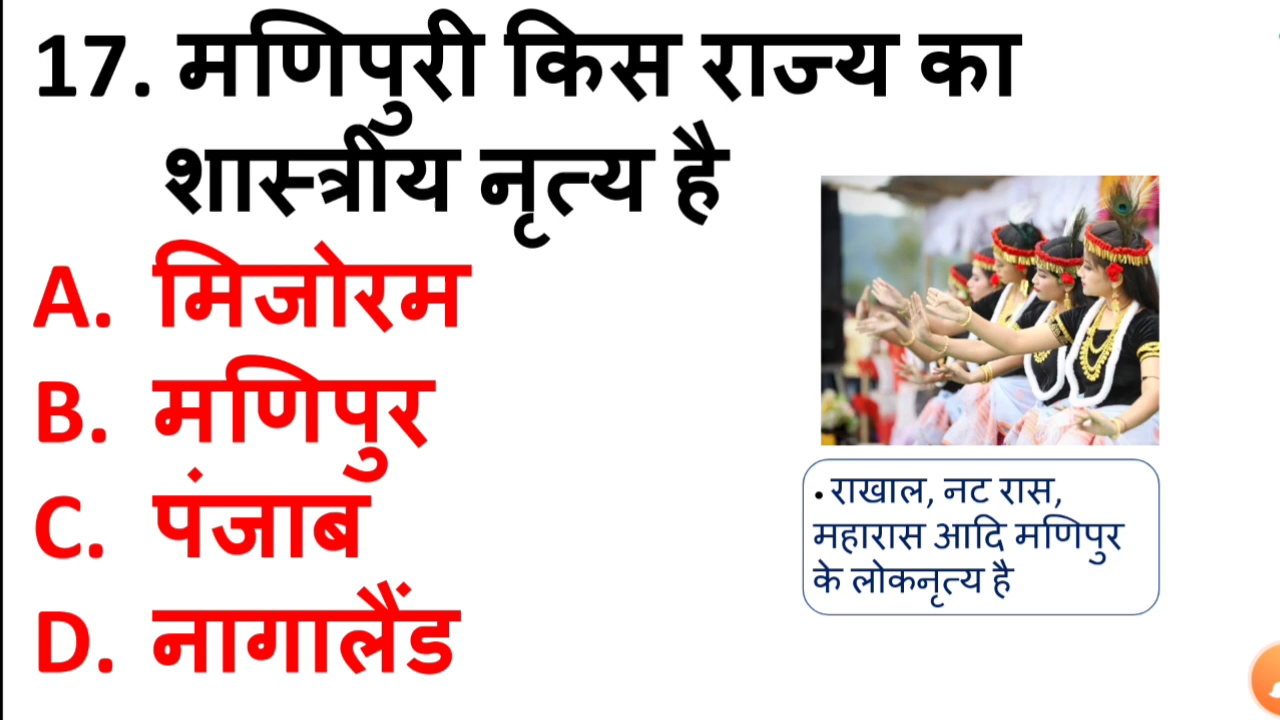 17. मणिपुरी किस राज्य का
शास्त्रीय नृत्य है
A. मिजोरम
B. मणिपुर
C. पंजाब
D. नागालैंड
• राखाल, नट रास,
महारास आदि मणिपुर
के लोकनृत्य है